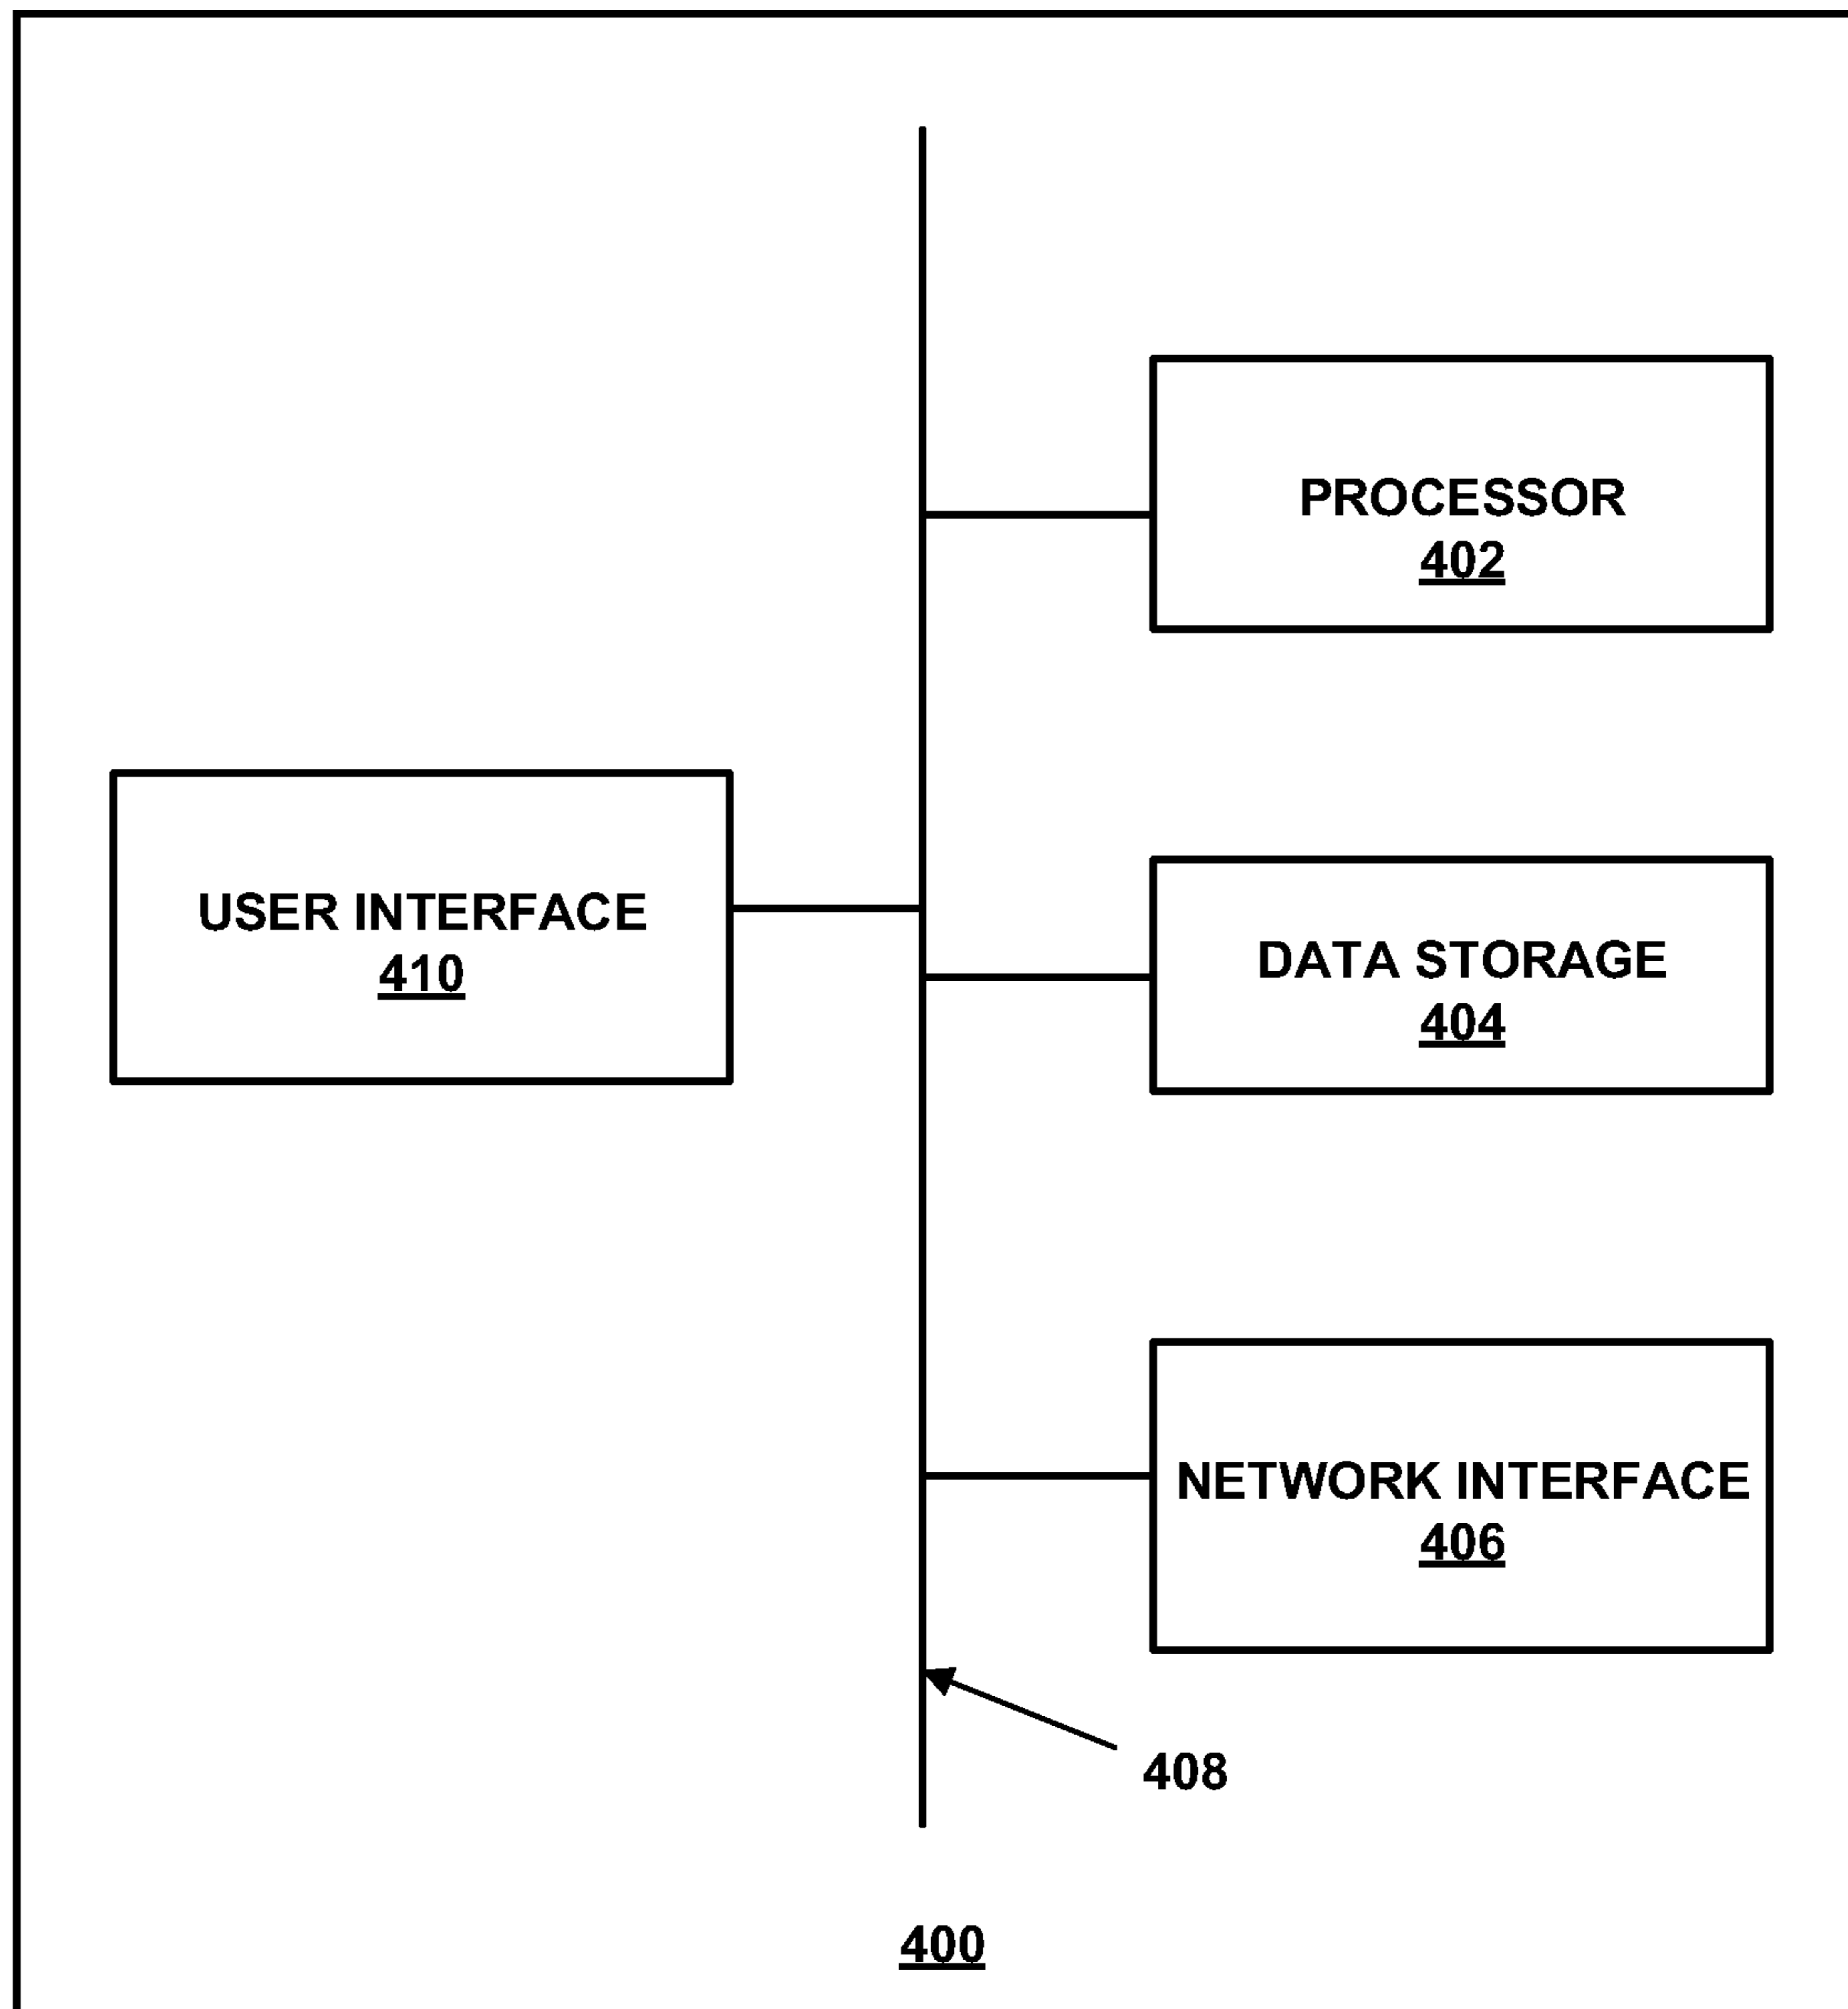 PROCESSOR
402
USER INTERFACE
410
DATA STORAGE
404
NETWORK INTERFACE
406
408
400